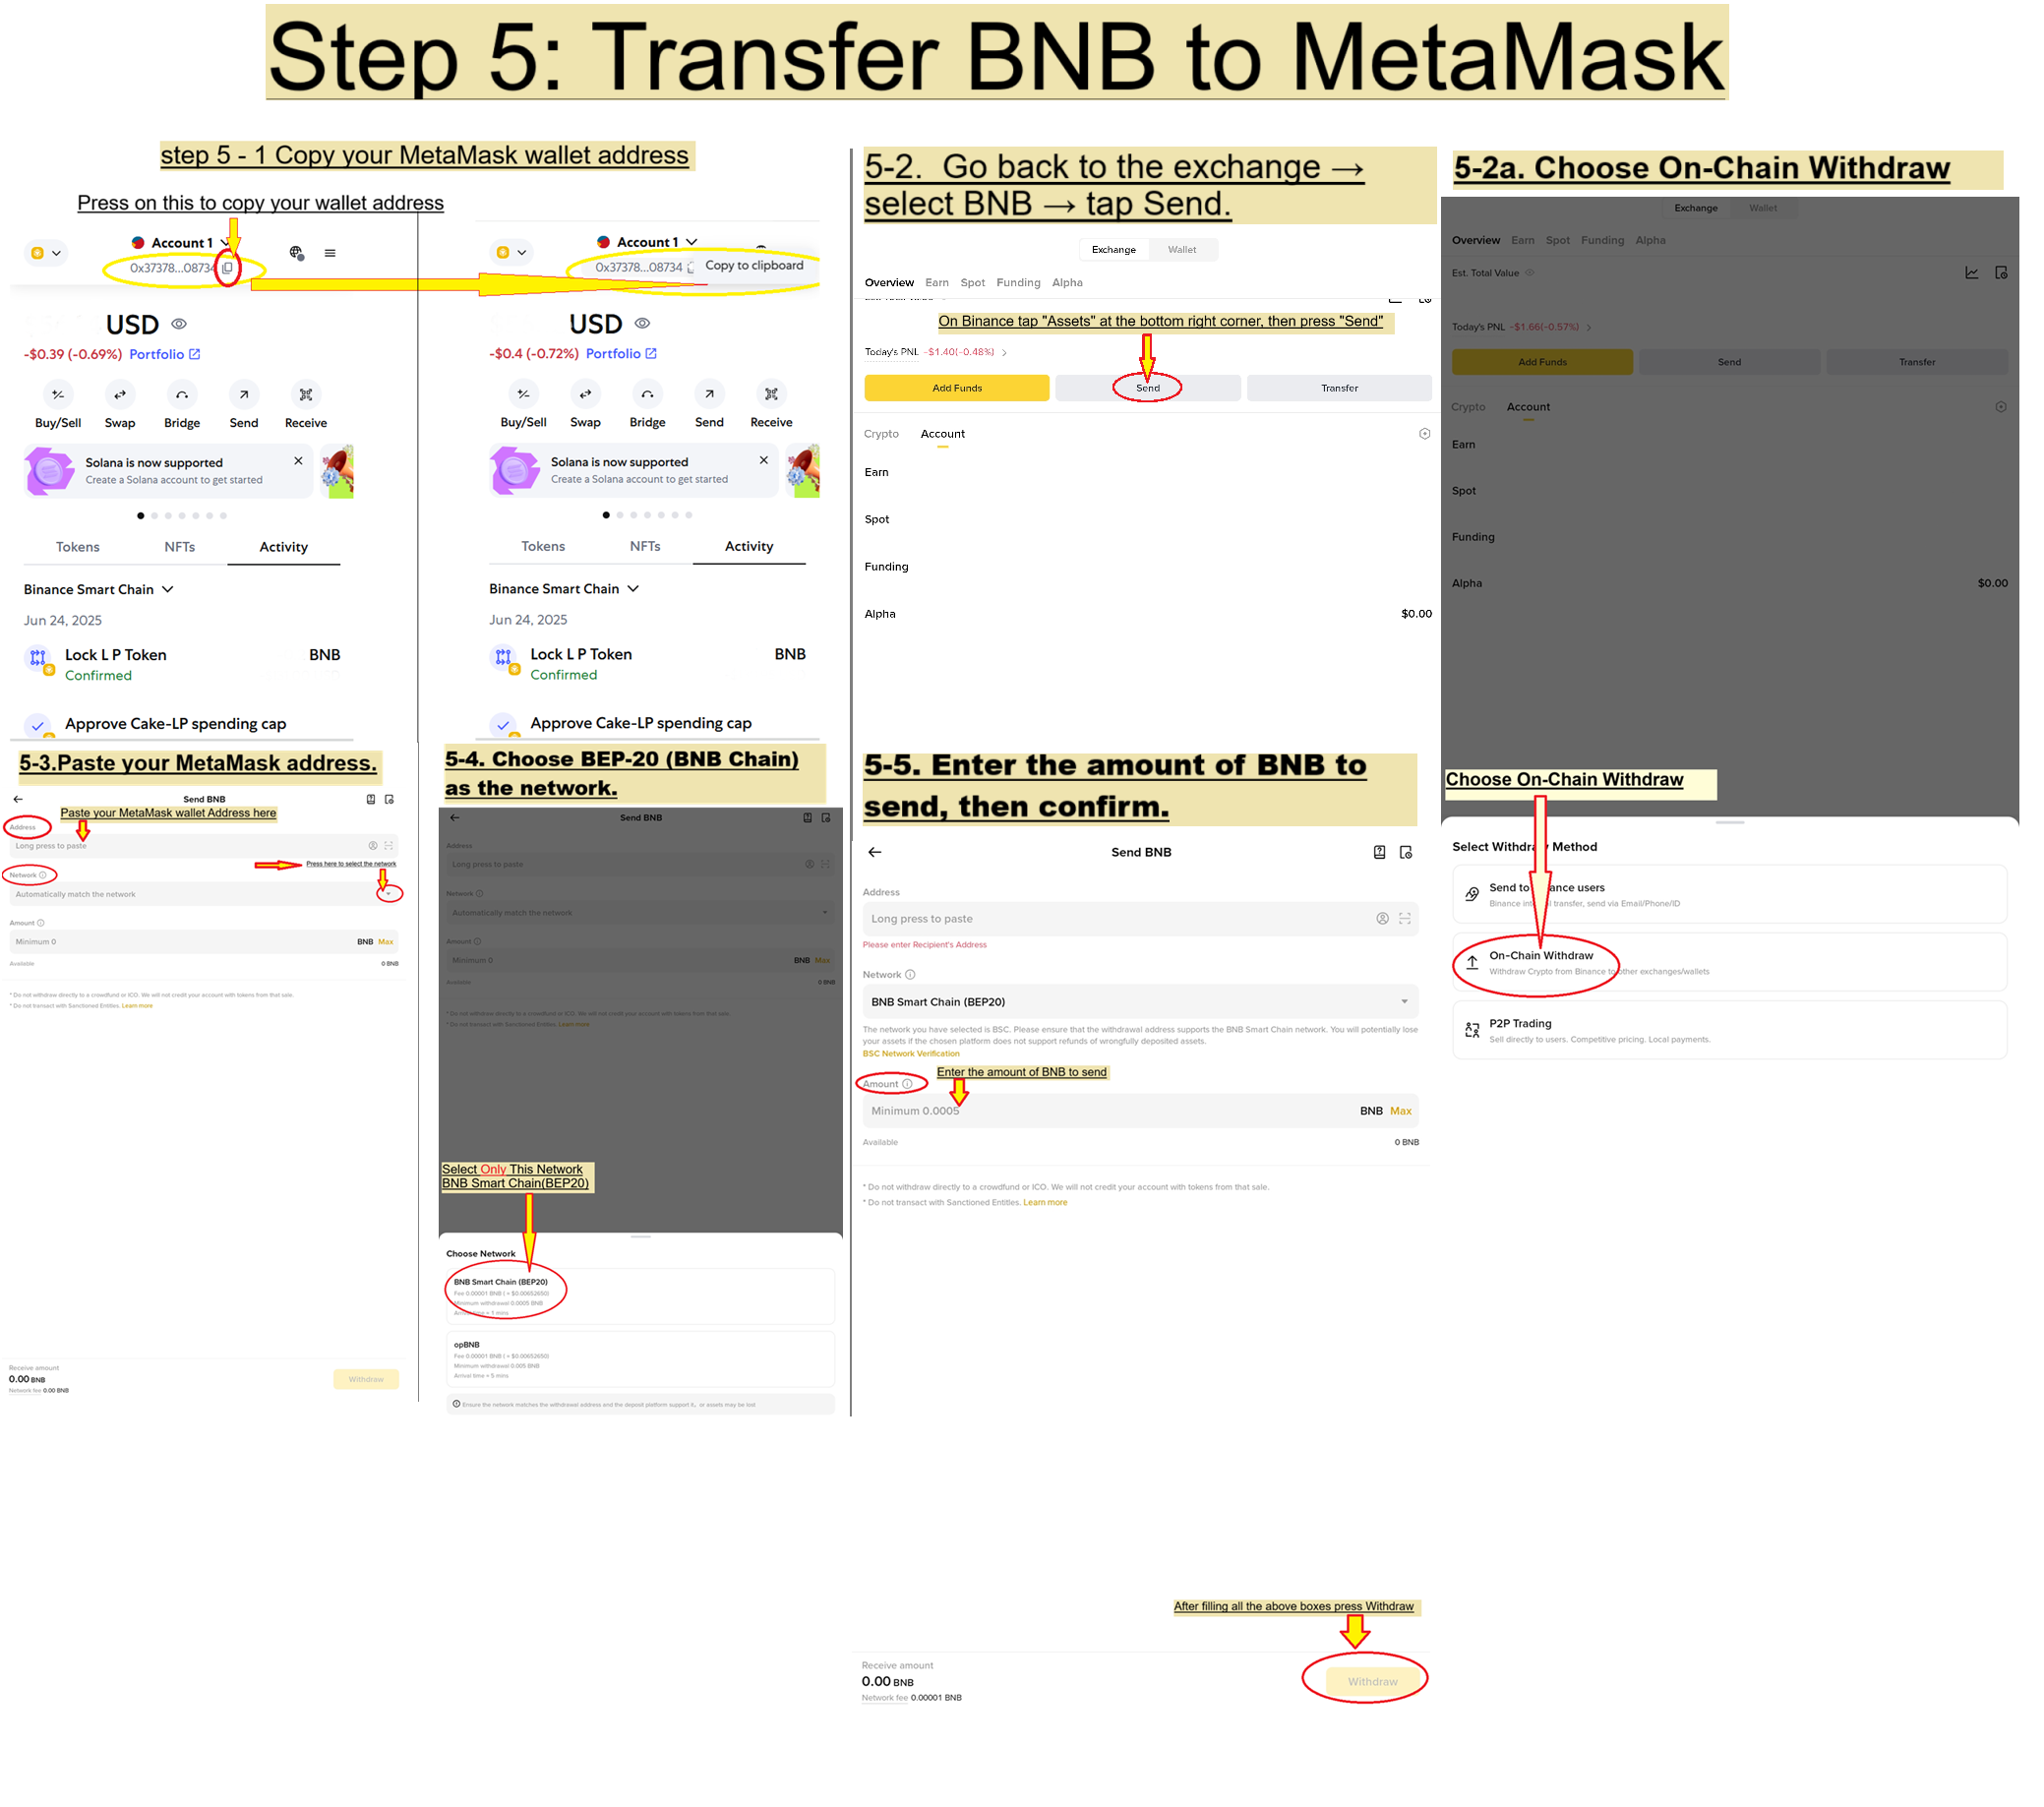 Step 5: Transfer BNB to MetaMask
step 5 - 1 Copy your MetaMask wallet address
Press on this to copy your wallet address
Account 1
0x37378...08734
USD
-$0.39 (-0.69%) Portfolio
Buy/Sell Swap Bridge Send Receive
Solana is now supported
Create a Solana account to get started
Tokens NFTs Activity
Binance Smart Chain
Jun 24, 2025
Lock L P Token BNB
Confirmed
Approve Cake-LP spending cap
Account 1
0x37378...08734 Copy to clipboard
USD
-$0.4 (-0.72%) Portfolio
Buy/Sell Swap Bridge Send Receive
Solana is now supported
Create a Solana account to get started
Tokens NFTs Activity
Binance Smart Chain
Jun 24, 2025
Lock L P Token BNB
Confirmed
Approve Cake-LP spending cap
5-2. Go back to the exchange →
select BNB → tap Send.
Exchange Wallet
Overview Earn Spot Funding Alpha
On Binance tap "Assets" at the bottom right corner, then press "Send"
Today's PNL -$1.40(-0.48%)
Add Funds Send Transfer
Crypto Account
Earn
Spot
Funding
Alpha $0.00
5-2a. Choose On-Chain Withdraw
Exchange Wallet
Overview Earn Spot Funding Alpha
Est. Total Value
Today's PNL -$1.66(-0.57%)
Add Funds Send Transfer
Crypto Account
Earn
Spot
Funding
Alpha $0.00
Choose On-Chain Withdraw
Select Withdraw Method
Send to Binance users
Binance internal transfer, send via Email/Phone/ID
On-Chain Withdraw
Withdraw Crypto from Binance to other exchanges/wallets
P2P Trading
Sell directly to users. Competitive pricing. Local payments.
5-3.Paste your MetaMask address.
Send BNB
Paste your MetaMask wallet Address here
Address
Long press to paste
Press here to select the network
Network
Automatically match the network
Amount
Minimum 0 BNB Max
Available 0 BNB
* Do not withdraw directly to a crowdfund or ICO. We will not credit your account with tokens from that sale.
* Do not transact with Sanctioned Entities. Learn more
Receive amount
0.00 BNB
Network fee 0.00 BNB
Withdraw
5-4. Choose BEP-20 (BNB Chain)
as the network.
Send BNB
Address
Long press to paste
Network
Automatically match the network
Amount
Minimum 0 BNB Max
Available 0 BNB
* Do not withdraw directly to a crowdfund or ICO. We will not credit your account with tokens from that sale.
* Do not transact with Sanctioned Entities. Learn more
Select Only This Network
BNB Smart Chain(BEP20)
Choose Network
BNB Smart Chain (BEP20)
Fee 0.00001 BNB ( ≈ $0.00652650)
Minimum withdrawal 0.0005 BNB
Arrival time ≈ 3 mins
opBNB
Fee 0.00001 BNB ( ≈ $0.00652650)
Minimum withdrawal 0.005 BNB
Arrival time ≈ 5 mins
Ensure the network matches the withdrawal address and the deposit platform support it, or assets may be lost.
5-5. Enter the amount of BNB to
send, then confirm.
Send BNB
Address
Long press to paste
Please enter Recipient's Address
Network
BNB Smart Chain (BEP20)
The network you have selected is BSC. Please ensure that the withdrawal address supports the BNB Smart Chain network. You will potentially lose
your assets if the chosen platform does not support refunds of wrongfully deposited assets.
BSC Network Verification
Enter the amount of BNB to send
Amount
Minimum 0.0005 BNB Max
Available 0 BNB
* Do not withdraw directly to a crowdfund or ICO. We will not credit your account with tokens from that sale.
* Do not transact with Sanctioned Entities. Learn more
After filling all the above boxes press Withdraw
Receive amount
0.00 BNB
Network fee 0.00001 BNB
Withdraw